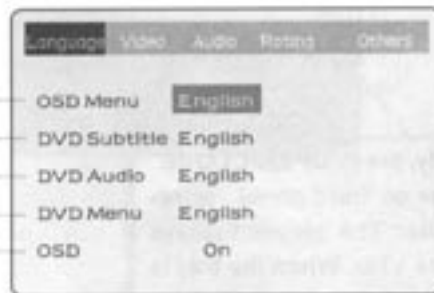 Language Video Audio Rating Others
OSD Menu English
DVD Subtitle English
DVD Audio English
DVD Menu English
OSD On